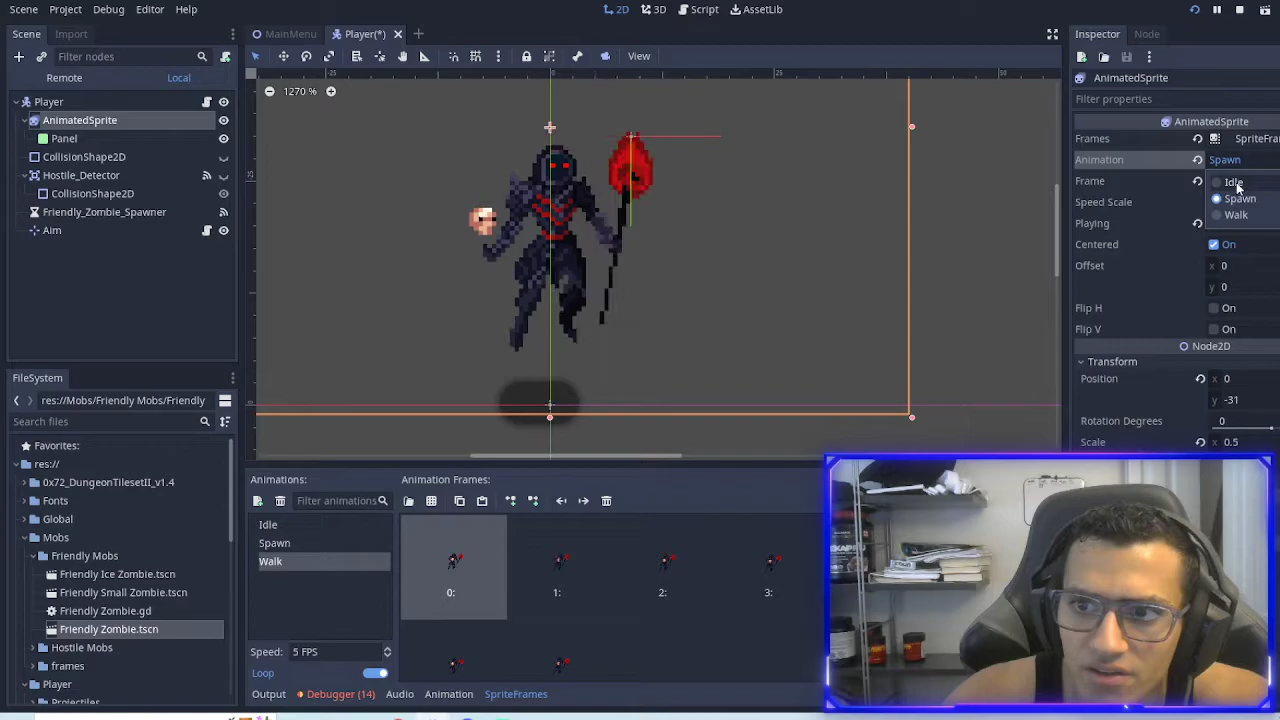 Scene Project Debug Editor Help
2D 3D Script AssetLib
Scene Import
Filter nodes
Remote Local
Player
AnimatedSprite
Panel
CollisionShape2D
Hostile_Detector
CollisionShape2D
Friendly_Zombie_Spawner
Aim
FileSystem
res://Mobs/Friendly Mobs/Friendly
Search files
Favorites:
res://
0x72_DungeonTilesetII_v1.4
Fonts
Global
Mobs
Friendly Mobs
Friendly Ice Zombie.tscn
Friendly Small Zombie.tscn
Friendly Zombie.gd
Friendly Zombie.tscn
Hostile Mobs
frames
Player
Projectiles
MainMenu Player(*)
View
-25 0 25 50
1270 %
Animations: Animation Frames:
Filter animations
Idle
Spawn
Walk
0: 1: 2: 3:
Speed: 5 FPS
Loop
Output Debugger (14) Audio Animation SpriteFrames
Inspector Node
AnimatedSprite
Filter properties
AnimatedSprite
Frames SpriteFra
Animation Spawn
Frame Idle
Speed Scale Spawn
Playing Walk
Centered On
Offset x 0
y 0
Flip H On
Flip V On
Node2D
Transform
Position x 0
y -31
Rotation Degrees 0
Scale x 0.5